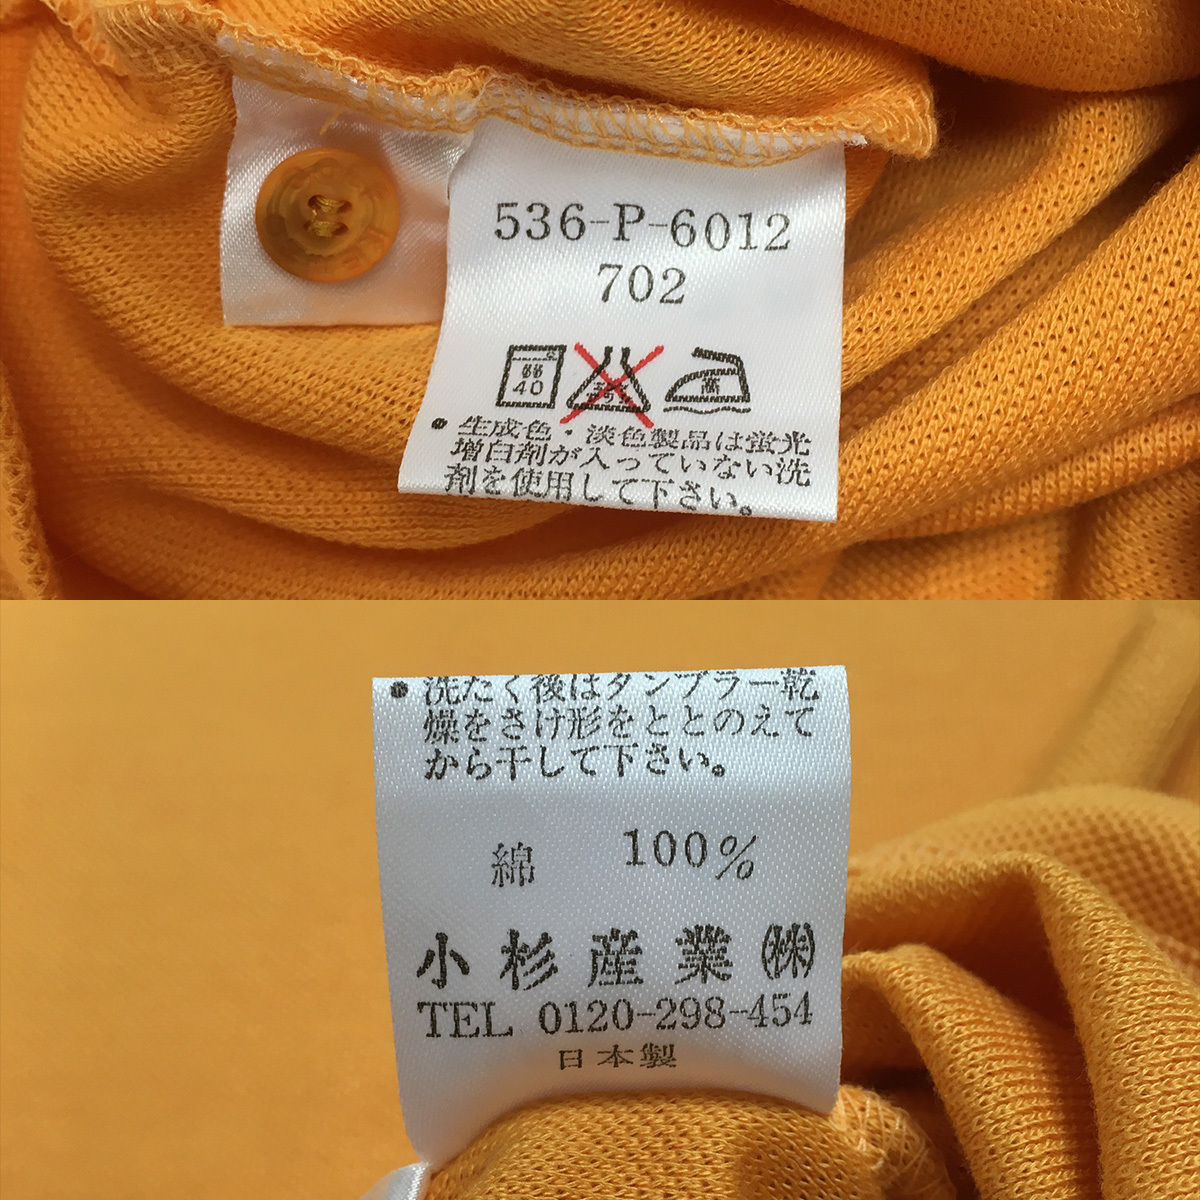 536-P-6012
702
40
高
•生成色・淡色製品は蛍光
増白剤が入っていない洗
剤を使用して下さい。
•洗たく後はタンブラー乾
燥をさけ形をととのえて
から干して下さい。
綿 100%
小杉産業㈱
TEL 0120-298-454
日本製